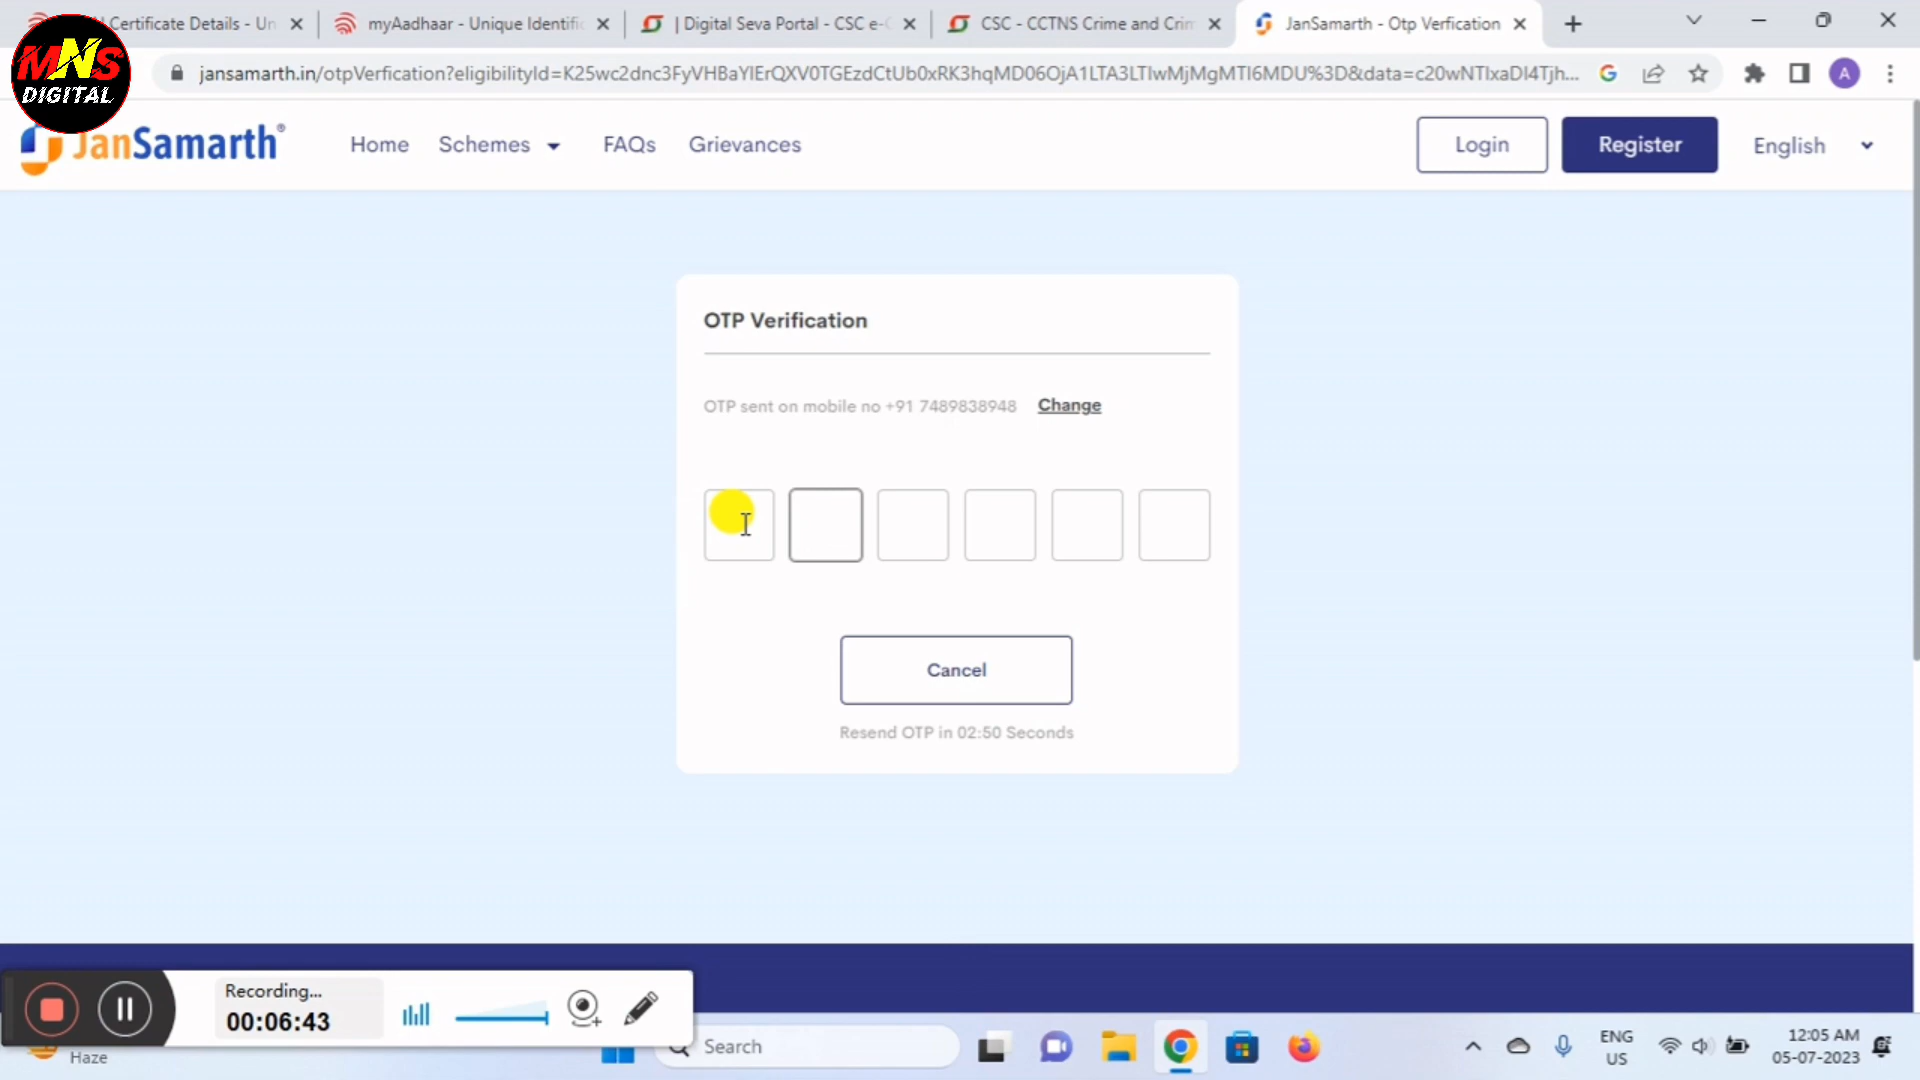 Certificate Details - Un
myAadhaar - Unique Identific
| Digital Seva Portal - CSC e-G
CSC - CCTNS Crime and Crim
JanSamarth - Otp Verfication
MNS
DIGITAL
jansamarth.in/otpVerfication?eligibilityId=K25wc2dnc3FyVHBaYlErQXV0TGEzdCtUb0xRK3hqMD06OjA1LTA3LTIwMjMgMTI6MDU%3D&data=c20wNTIxaDI4Tjh...
A
JanSamarth®
Home
Schemes
FAQs
Grievances
Login
Register
English
OTP Verification
OTP sent on mobile no +91 7489838948
Change
Cancel
Resend OTP in 02:50 Seconds
Recording...
00:06:43
Haze
Search
ENG
US
12:05 AM
05-07-2023